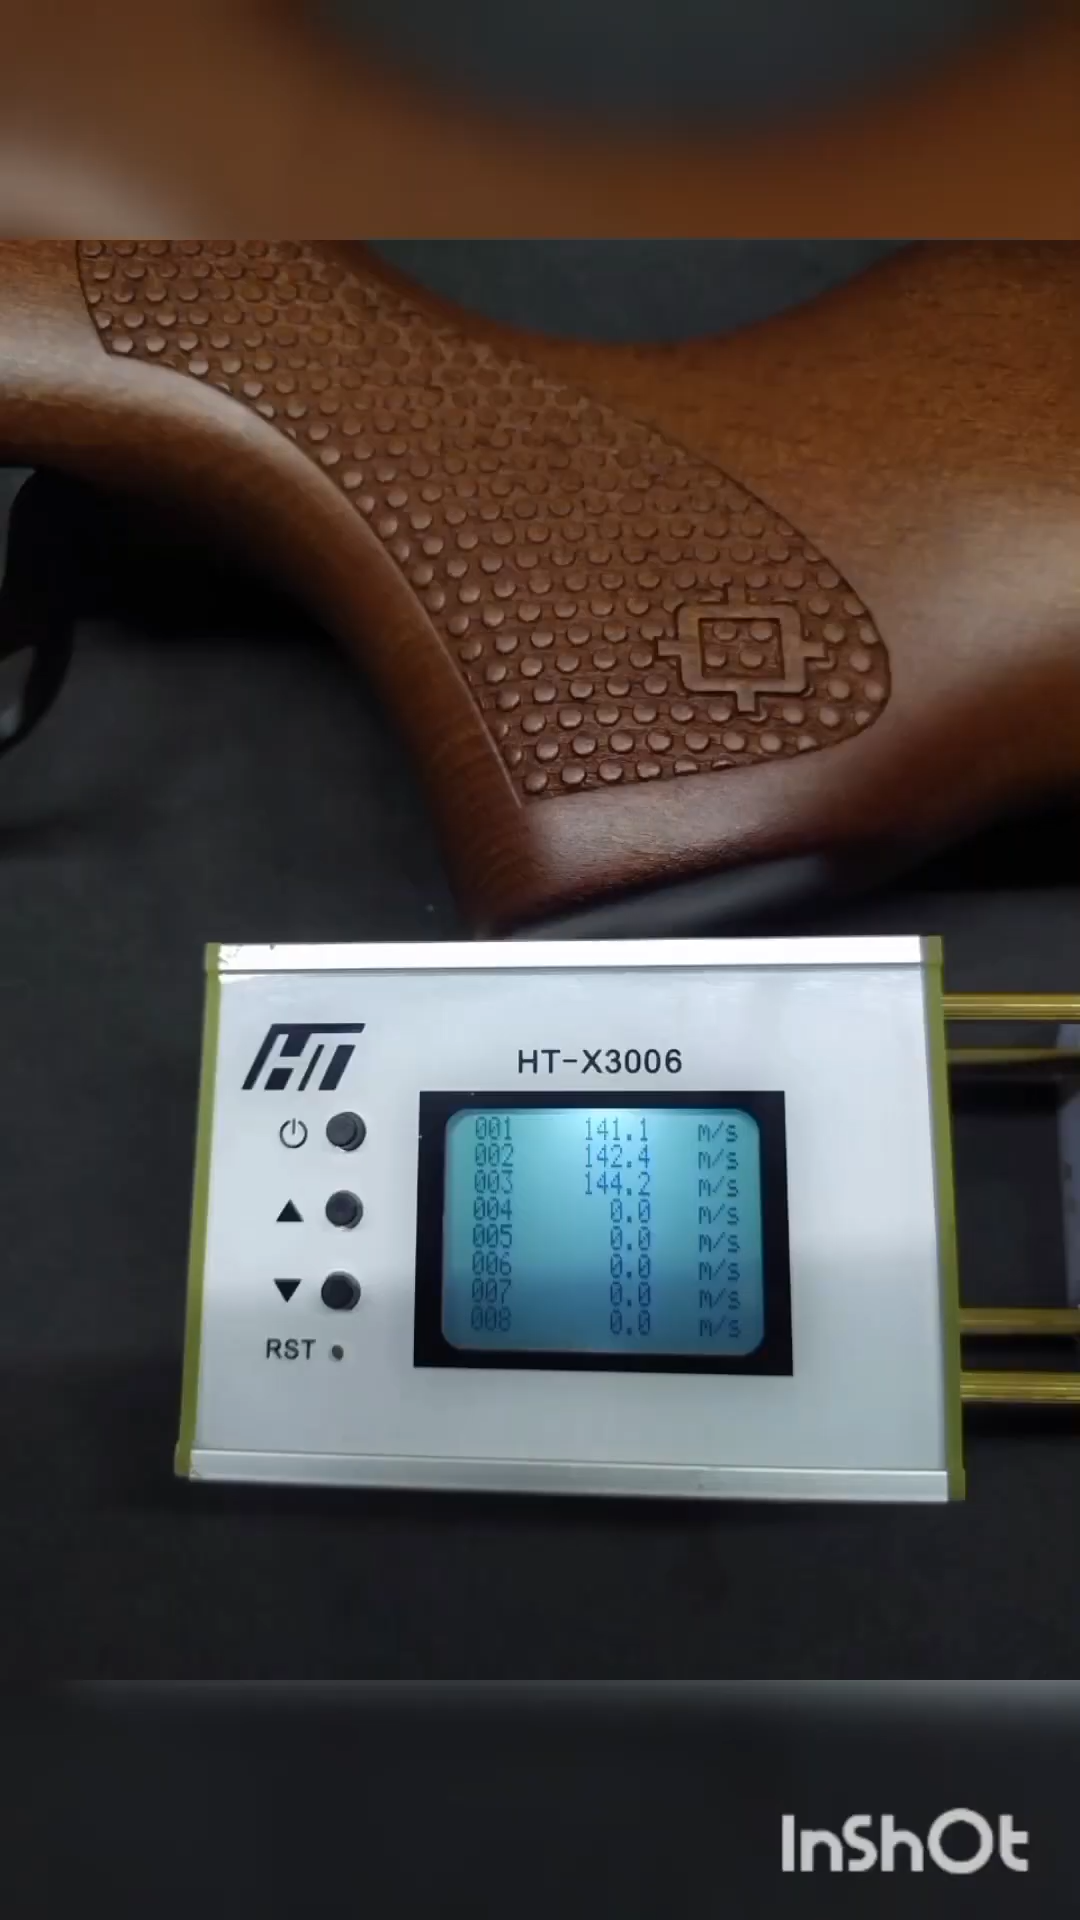 HT
HT-X3006
001 141.1 m/s
002 142.4 m/s
003 144.2 m/s
004 0.0 m/s
005 0.0 m/s
006 0.0 m/s
007 0.0 m/s
008 0.0 m/s
RST
InShOt